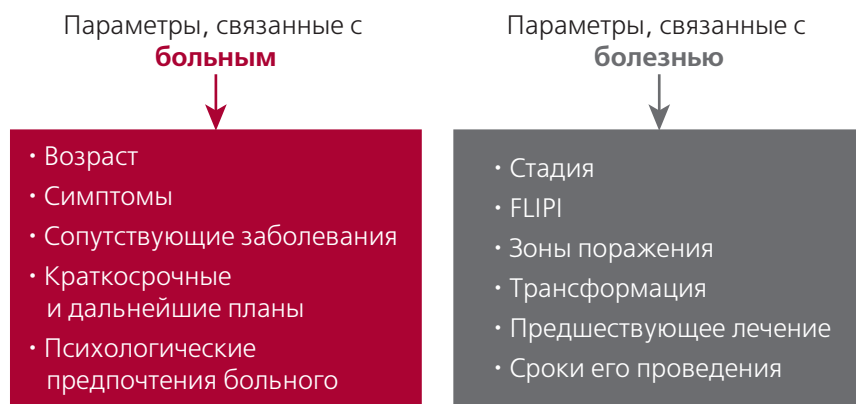 Параметры, связанные с
больным
· Возраст
· Симптомы
· Сопутствующие заболевания
· Краткосрочные
и дальнейшие планы
· Психологические
предпочтения больного
Параметры, связанные с
болезнью
· Стадия
· FLIPI
· Зоны поражения
· Трансформация
· Предшествующее лечение
· Сроки его проведения